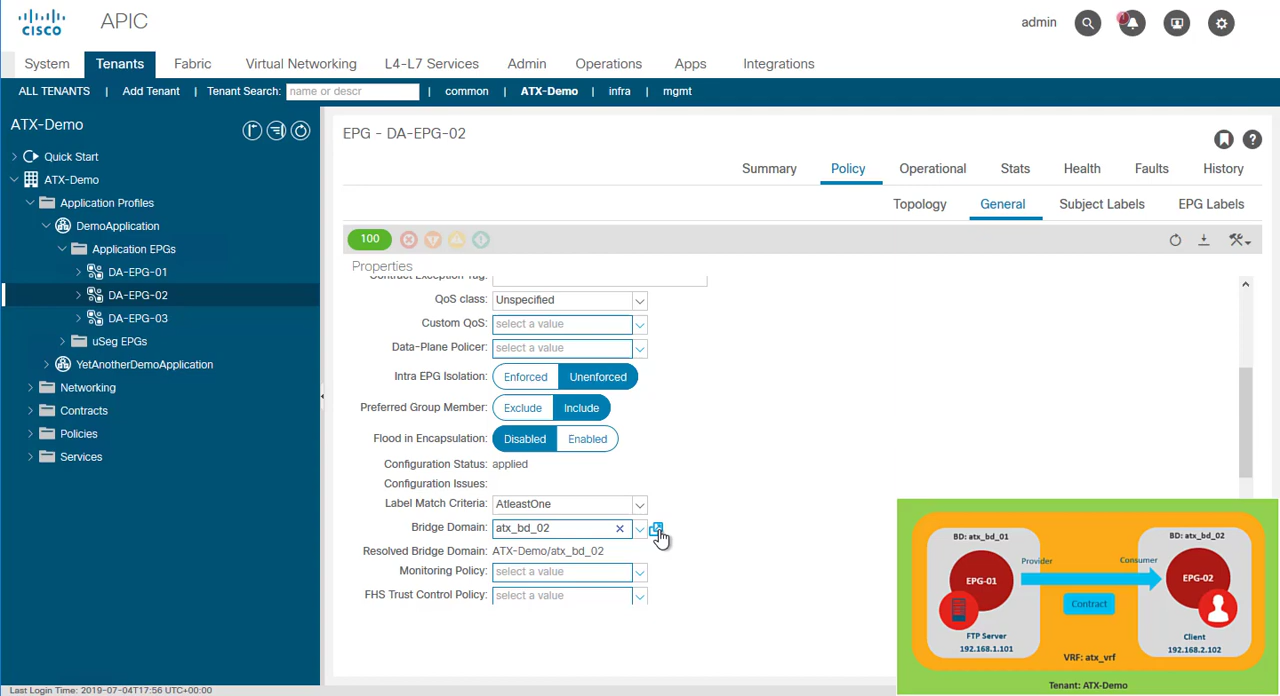 CISCO
APIC
admin
System Tenants Fabric Virtual Networking L4-L7 Services Admin Operations Apps Integrations
ALL TENANTS | Add Tenant | Tenant Search: name or descr | common | ATX-Demo | infra | mgmt
ATX-Demo
Quick Start
ATX-Demo
Application Profiles
DemoApplication
Application EPGs
DA-EPG-01
DA-EPG-02
DA-EPG-03
uSeg EPGs
YetAnotherDemoApplication
Networking
Contracts
Policies
Services
EPG - DA-EPG-02
Summary Policy Operational Stats Health Faults History
Topology General Subject Labels EPG Labels
100
Properties
Contract Exception Tag:
QoS class: Unspecified
Custom QoS: select a value
Data-Plane Policer: select a value
Intra EPG Isolation: Enforced Unenforced
Preferred Group Member: Exclude Include
Flood in Encapsulation: Disabled Enabled
Configuration Status: applied
Configuration Issues:
Label Match Criteria: AtleastOne
Bridge Domain: atx_bd_02
Resolved Bridge Domain: ATX-Demo/atx_bd_02
Monitoring Policy: select a value
FHS Trust Control Policy: select a value
BD: atx_bd_01
BD: atx_bd_02
Provider
Consumer
EPG-01
EPG-02
Contract
FTP Server
192.168.1.101
Client
192.168.2.102
VRF: atx_vrf
Tenant: ATX-Demo
Last Login Time: 2019-07-04T17:56 UTC+00:00